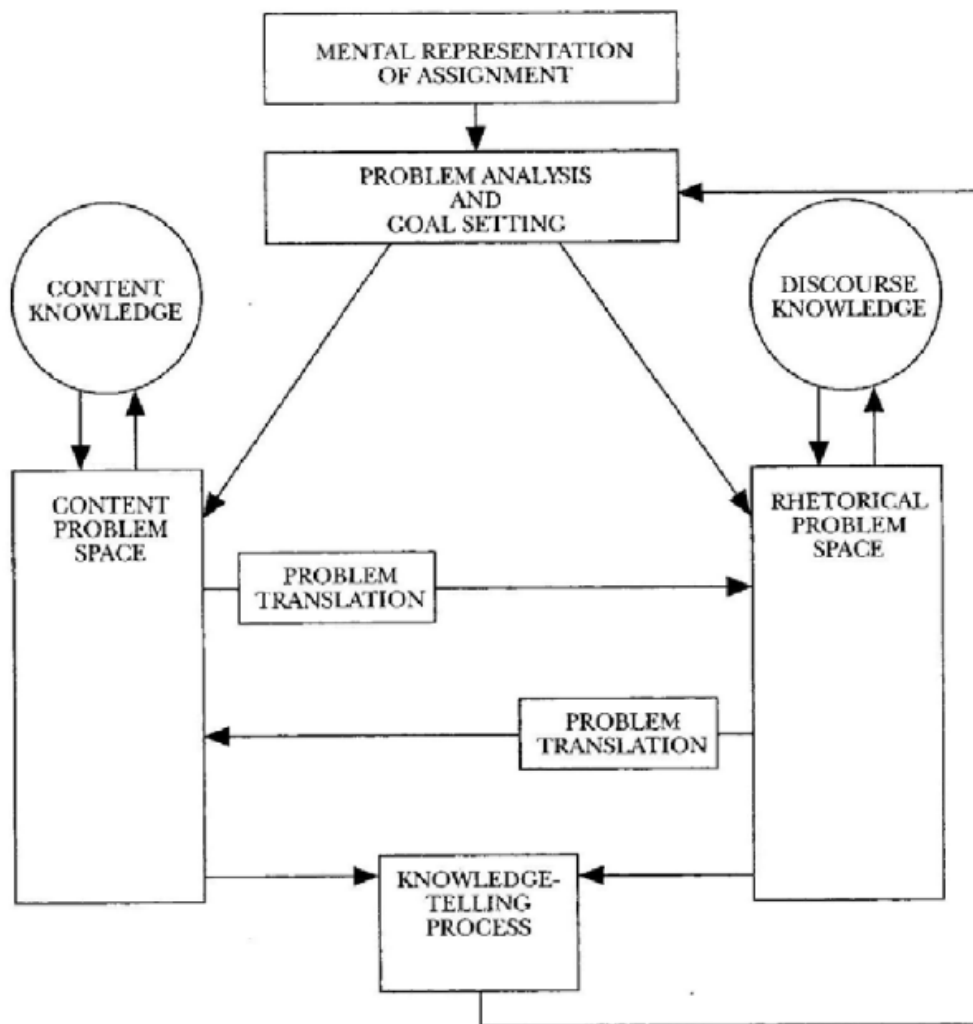 MENTAL REPRESENTATION
OF ASSIGNMENT
PROBLEM ANALYSIS
AND
GOAL SETTING
CONTENT
KNOWLEDGE
DISCOURSE
KNOWLEDGE
CONTENT
PROBLEM
SPACE
RHETORICAL
PROBLEM
SPACE
PROBLEM
TRANSLATION
PROBLEM
TRANSLATION
KNOWLEDGE-
TELLING
PROCESS